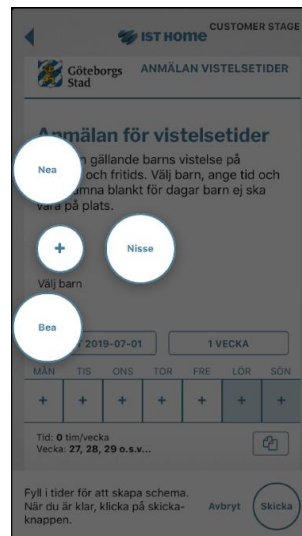 CUSTOMER STAGE
IST Home
Göteborgs
Stad
ANMÄLAN VISTELSETIDER
Anmälan för vistelsetider
gällande barns vistelse på
och fritids. Välj barn, ange tid och
lämna blankt för dagar barn ej ska
vara på plats.
Nea
+
Nisse
Välj barn
Bea
2019-07-01
1 VECKA
MÅN TIS ONS TOR FRE LÖR SÖN
+ + + + + + +
Tid: 0 tim/vecka
Vecka: 27, 28, 29 o.s.v...
Fyll i tider för att skapa schema.
När du är klar, klicka på skicka-
knappen.
Avbryt
Skicka